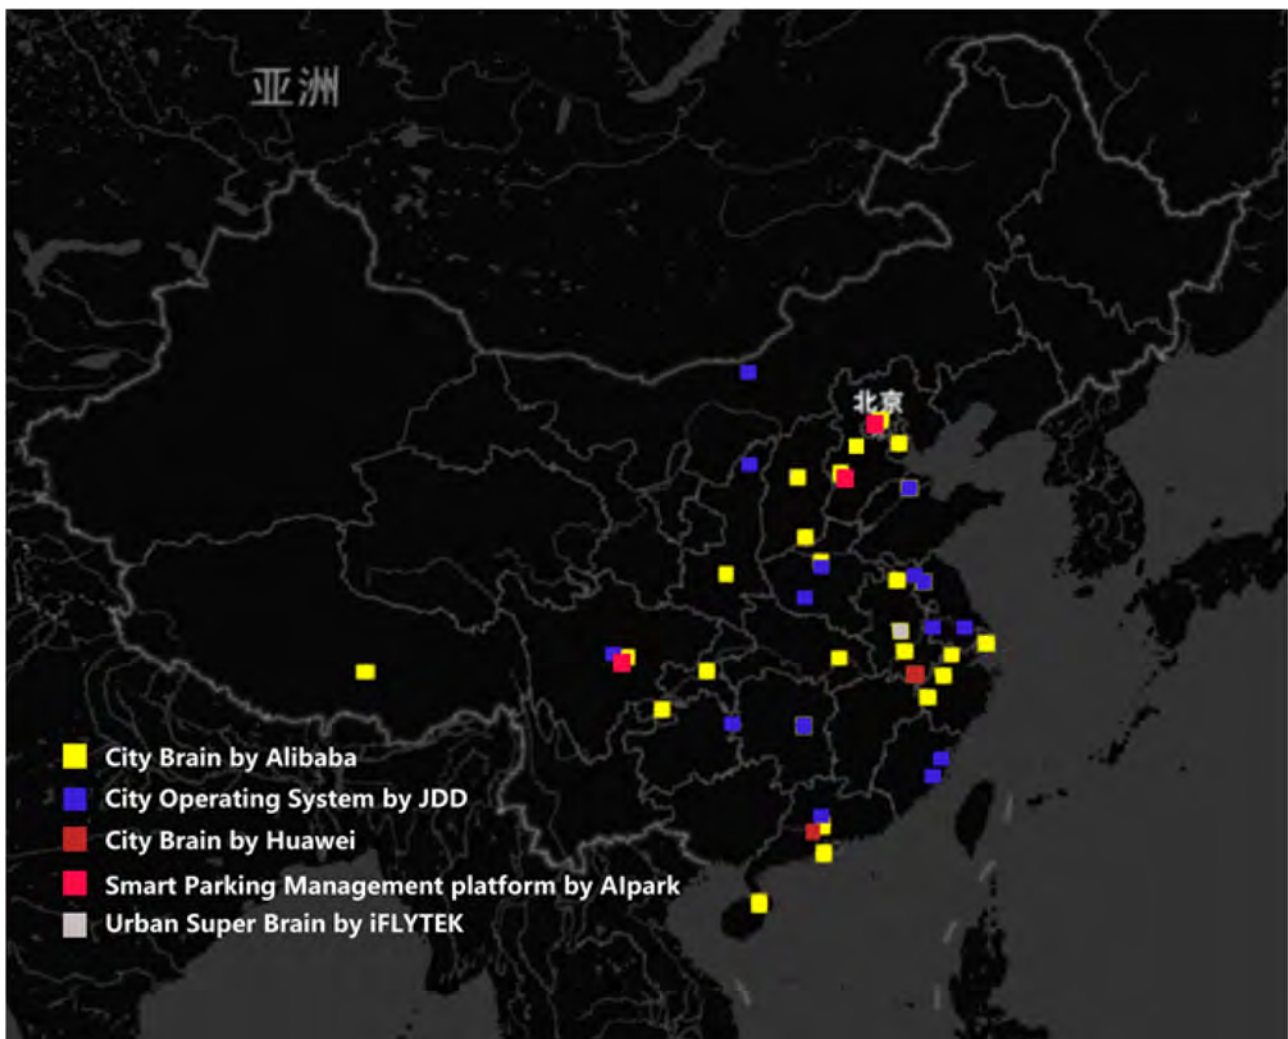 亚洲
北京
City Brain by Alibaba
City Operating System by JDD
City Brain by Huawei
Smart Parking Management platform by AIpark
Urban Super Brain by iFLYTEK